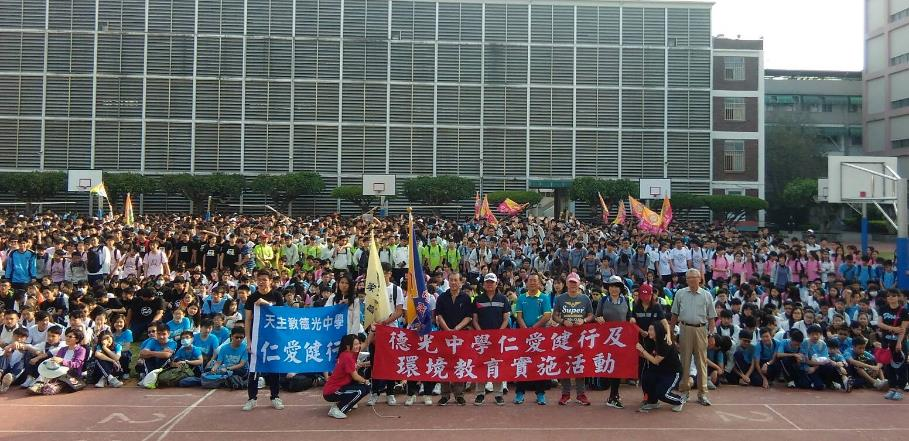 天主教德光中學
仁愛健行
德光中學仁愛健行及
環境教育實施活動
Super